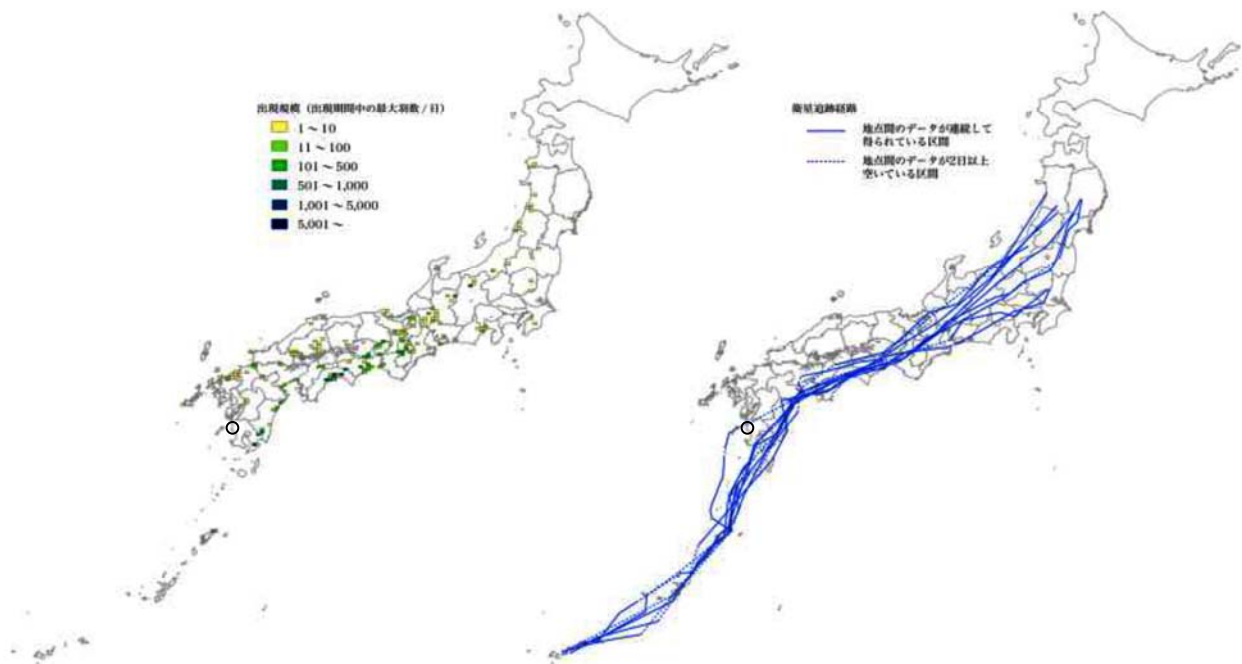 出現規模（出現期間中の最大羽数/日）
1～10
11～100
101～500
501～1,000
1,001～5,000
5,001～
衛星追跡経路
地点間のデータが連続して
得られている区間
地点間のデータが2日以上
空いている区間